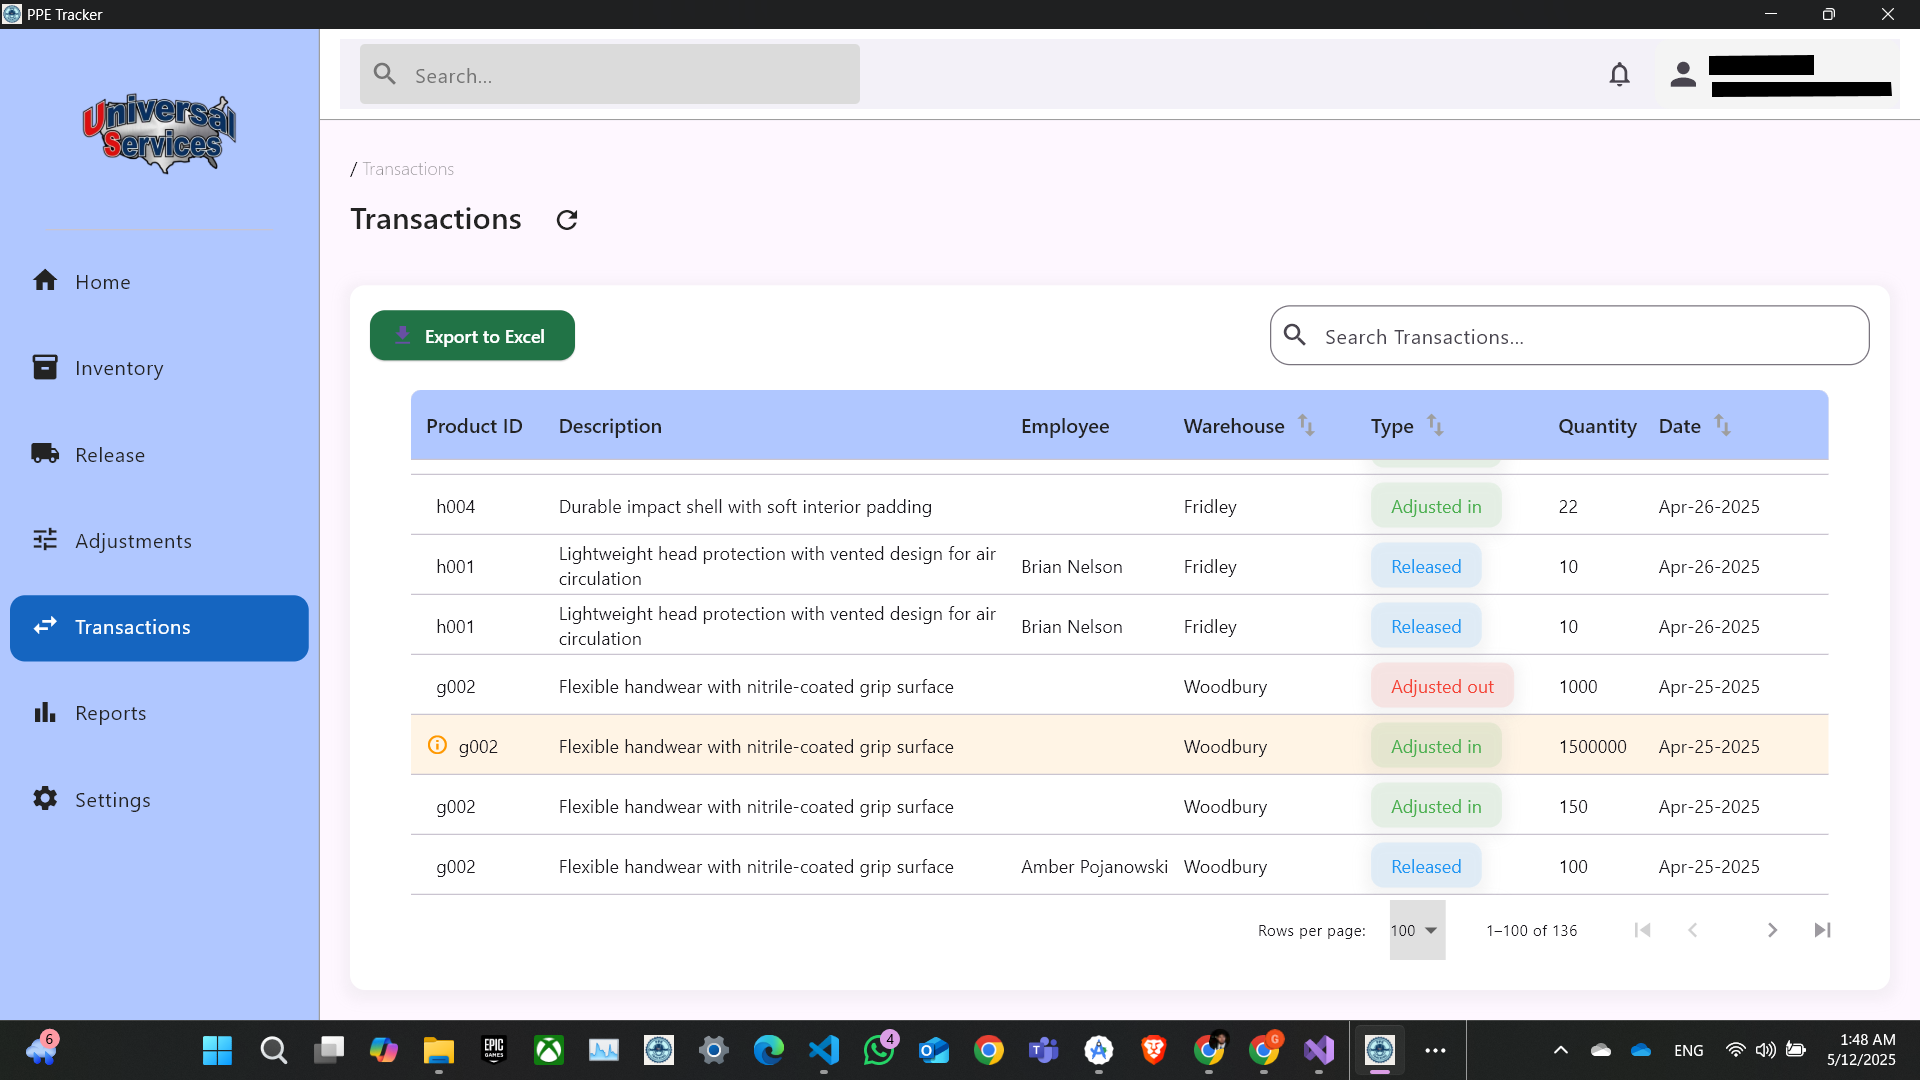 PPE Tracker
Universal
Services
Search...
/ Transactions
Transactions
Home
Inventory
Release
Adjustments
Transactions
Reports
Settings
Export to Excel
Search Transactions...
Product ID Description Employee Warehouse Type Quantity Date
h004 Durable impact shell with soft interior padding Fridley Adjusted in 22 Apr-26-2025
h001 Lightweight head protection with vented design for air circulation Brian Nelson Fridley Released 10 Apr-26-2025
h001 Lightweight head protection with vented design for air circulation Brian Nelson Fridley Released 10 Apr-26-2025
g002 Flexible handwear with nitrile-coated grip surface Woodbury Adjusted out 1000 Apr-25-2025
g002 Flexible handwear with nitrile-coated grip surface Woodbury Adjusted in 1500000 Apr-25-2025
g002 Flexible handwear with nitrile-coated grip surface Woodbury Adjusted in 150 Apr-25-2025
g002 Flexible handwear with nitrile-coated grip surface Amber Pojanowski Woodbury Released 100 Apr-25-2025
Rows per page: 100 1–100 of 136
6
EPIC
GAMES
4
G
ENG
1:48 AM
5/12/2025